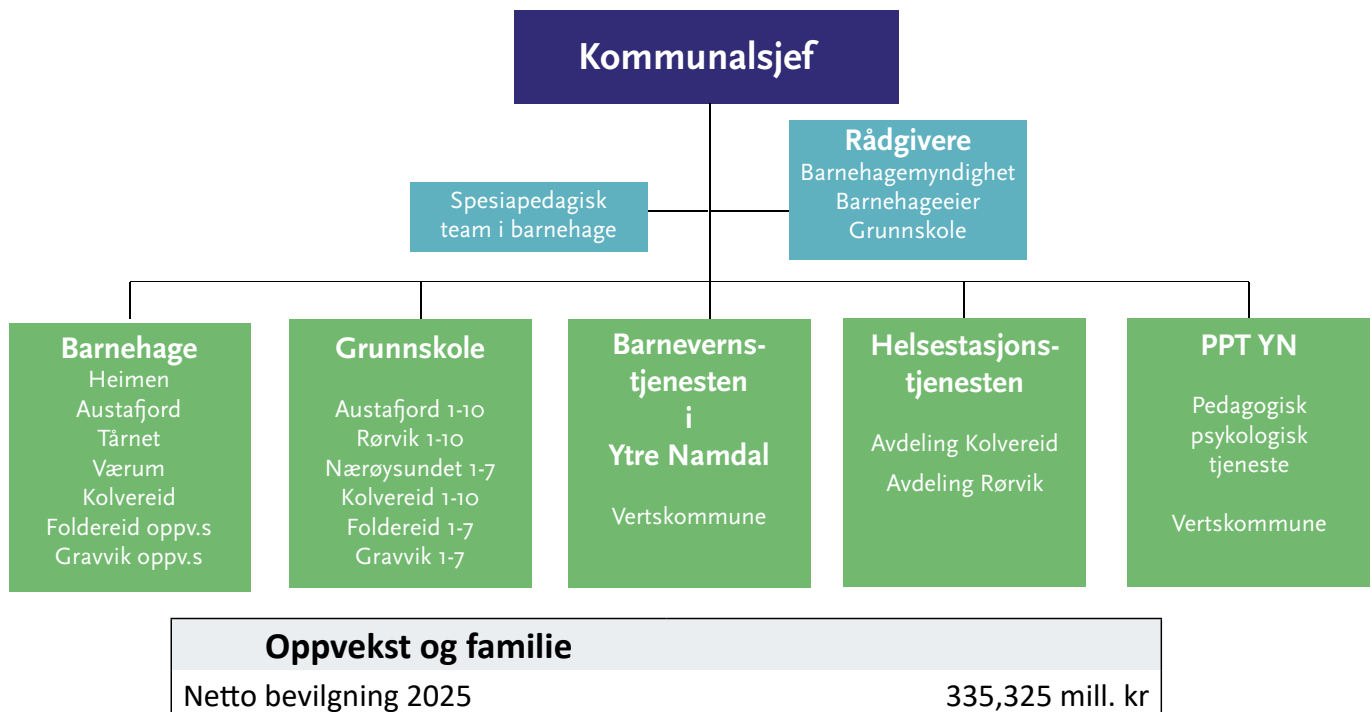 Kommunalsjef
Rådgivere
Barnehagemyndighet
Barnehageeier
Grunnskole
Spesiapedagisk
team i barnehage
Barnehage
Heimen
Austafjord
Tårnet
Værum
Kolvereid
Foldereid oppv.s
Gravvik oppv.s
Grunnskole
Austafjord 1-10
Rørvik 1-10
Nærøysundet 1-7
Kolvereid 1-10
Foldereid 1-7
Gravvik 1-7
Barneverns-
tjenesten
i
Ytre Namdal
Vertskommune
Helsestasjons-
tjenesten
Avdeling Kolvereid
Avdeling Rørvik
PPT YN
Pedagogisk
psykologisk
tjeneste
Vertskommune
Oppvekst og familie
Netto bevilgning 2025 335,325 mill. kr